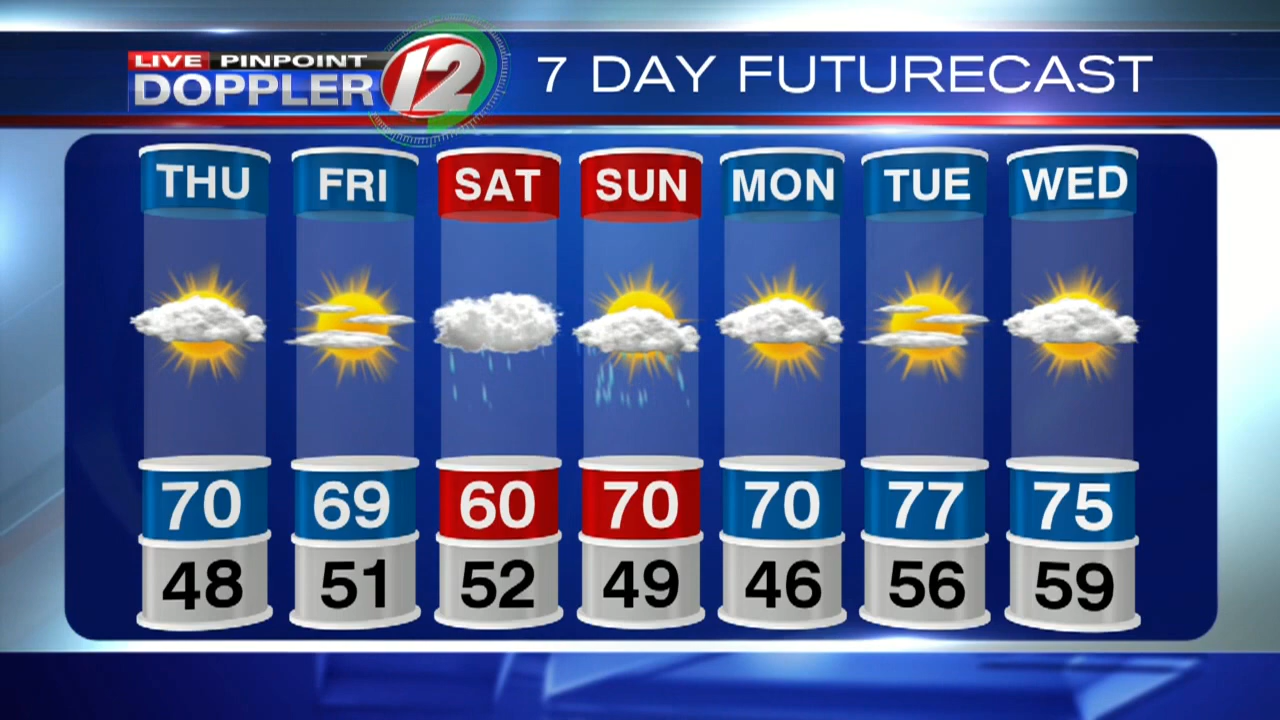 LIVE PINPOINT
DOPPLER 12
7 DAY FUTURECAST
THU FRI SAT SUN MON TUE WED
70 69 60 70 70 77 75
48 51 52 49 46 56 59